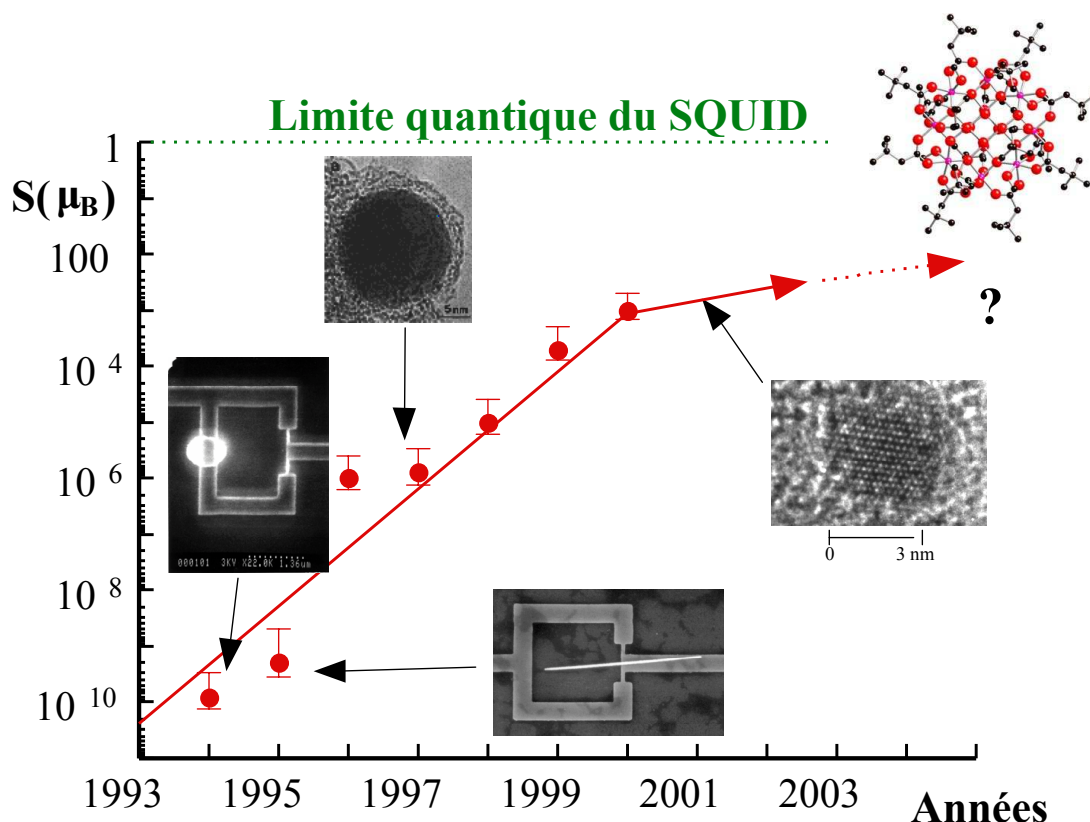 Limite quantique du SQUID
1
S(μB)
100
10 4
10 6
10 8
10 10
5nm
000101 3KV X22.0K 1.36um
0 3 nm
?
1993 1995 1997 1999 2001 2003
Années